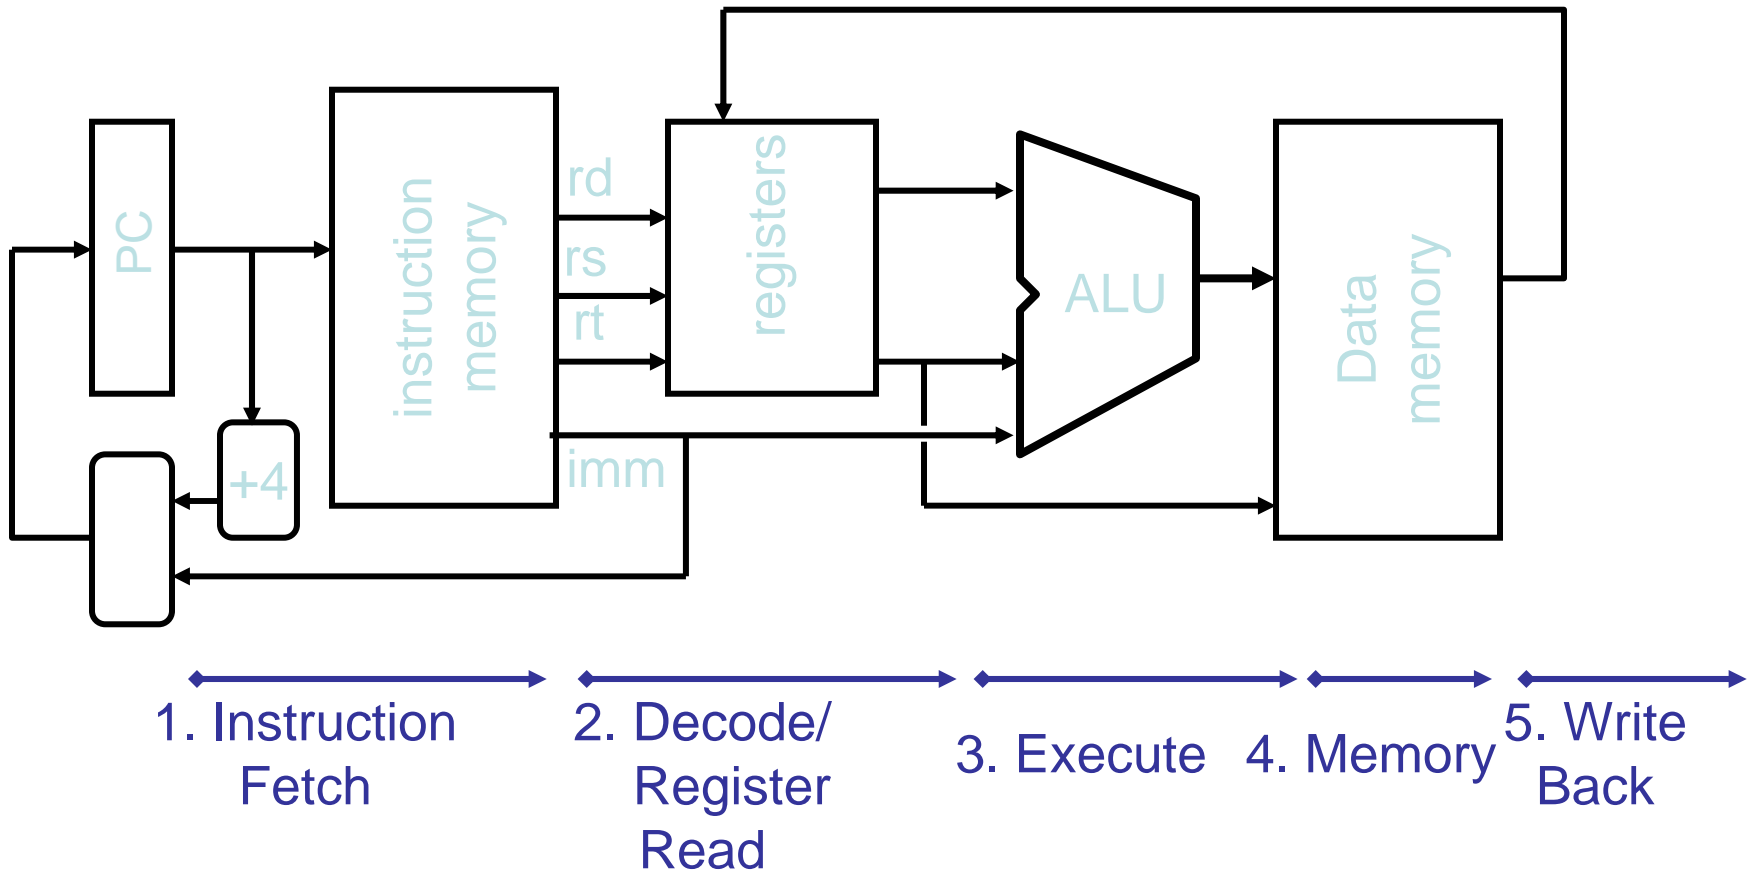 PC
+4
instruction
memory
rd
rs
rt
imm
registers
ALU
Data
memory
1. Instruction
Fetch
2. Decode/
Register
Read
3. Execute
4. Memory
5. Write
Back